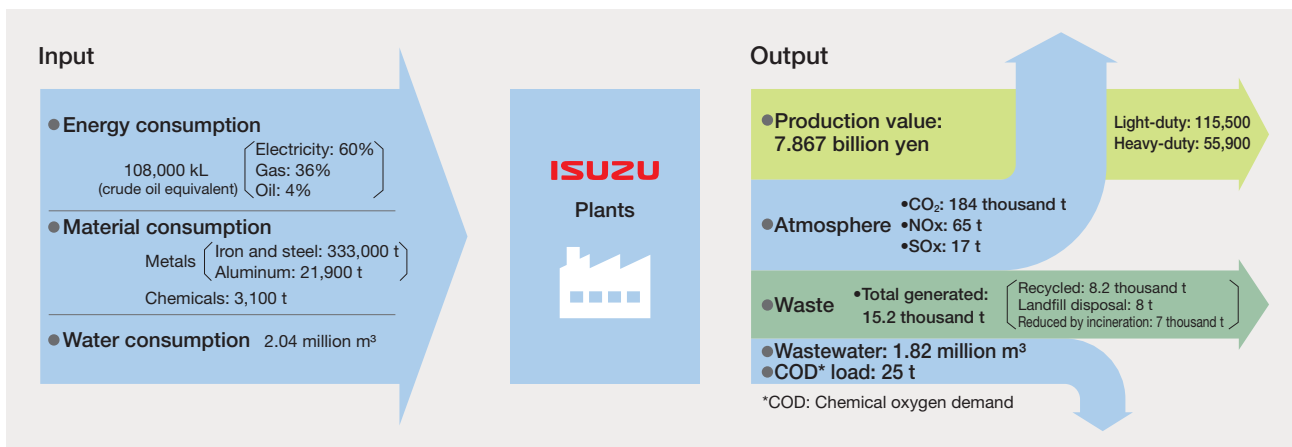 Input
●Energy consumption
108,000 kL
(crude oil equivalent)
Electricity: 60%
Gas: 36%
Oil: 4%
●Material consumption
Metals
Iron and steel: 333,000 t
Aluminum: 21,900 t
Chemicals: 3,100 t
●Water consumption 2.04 million m³
ISUZU
Plants
Output
●Production value:
7.867 billion yen
Light-duty: 115,500
Heavy-duty: 55,900
●Atmosphere
•CO₂: 184 thousand t
•NOx: 65 t
•SOx: 17 t
●Waste
•Total generated:
15.2 thousand t
Recycled: 8.2 thousand t
Landfill disposal: 8 t
Reduced by incineration: 7 thousand t
●Wastewater: 1.82 million m³
●COD* load: 25 t
*COD: Chemical oxygen demand